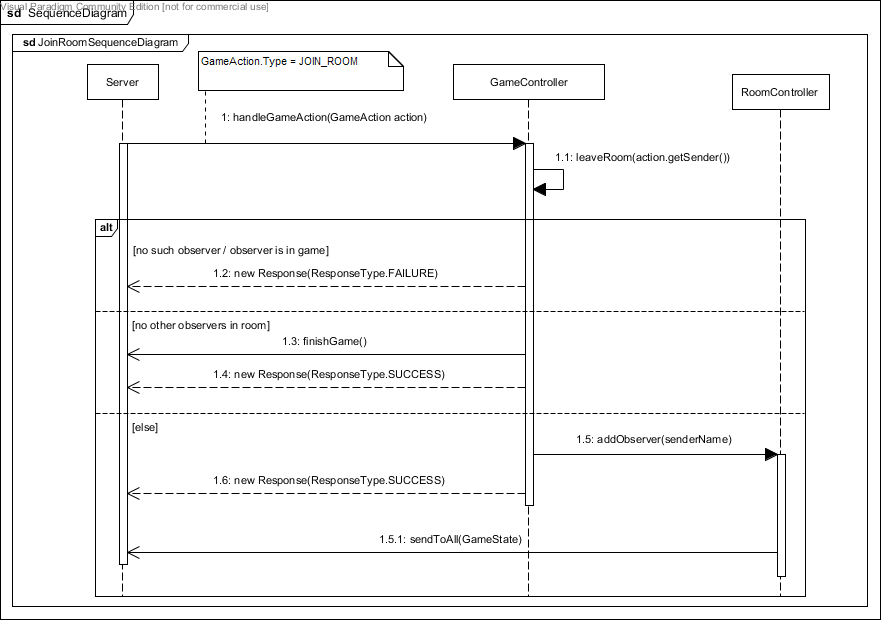 Visual Paradigm Community Edition [not for commercial use]
sd SequenceDiagram
sd JoinRoomSequenceDiagram
GameAction.Type = JOIN_ROOM
Server
GameController
RoomController
1: handleGameAction(GameAction action)
1.1: leaveRoom(action.getSender())
alt
[no such observer / observer is in game]
1.2: new Response(ResponseType.FAILURE)
[no other observers in room]
1.3: finishGame()
1.4: new Response(ResponseType.SUCCESS)
[else]
1.5: addObserver(senderName)
1.6: new Response(ResponseType.SUCCESS)
1.5.1: sendToAll(GameState)